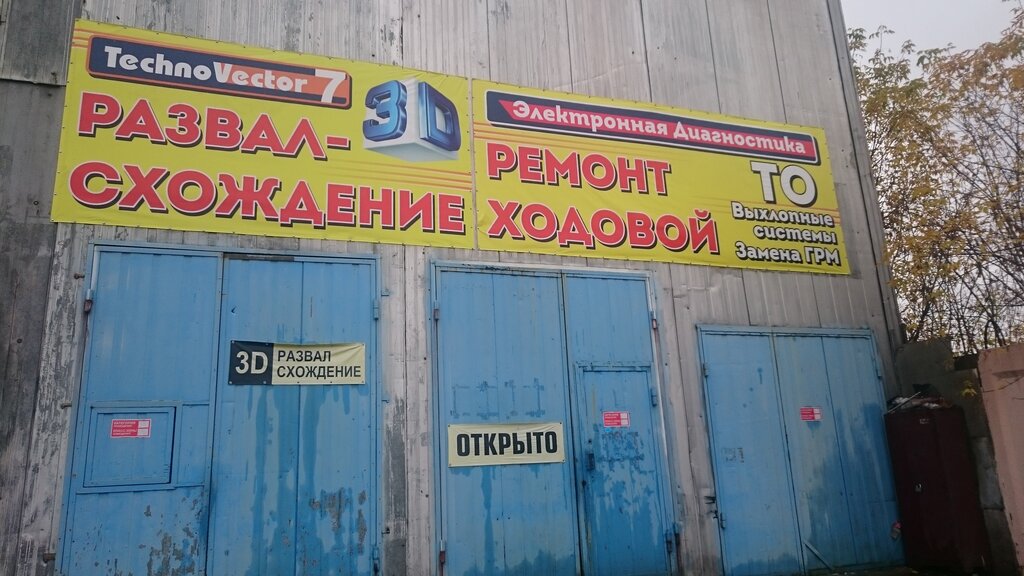 TechnoVector 7
3D
РАЗВАЛ-
СХОЖДЕНИЕ
Электронная Диагностика
РЕМОНТ
ХОДОВОЙ
ТО
Выхлопные
системы
Замена ГРМ
3D
РАЗВАЛ
СХОЖДЕНИЕ
ОТКРЫТО